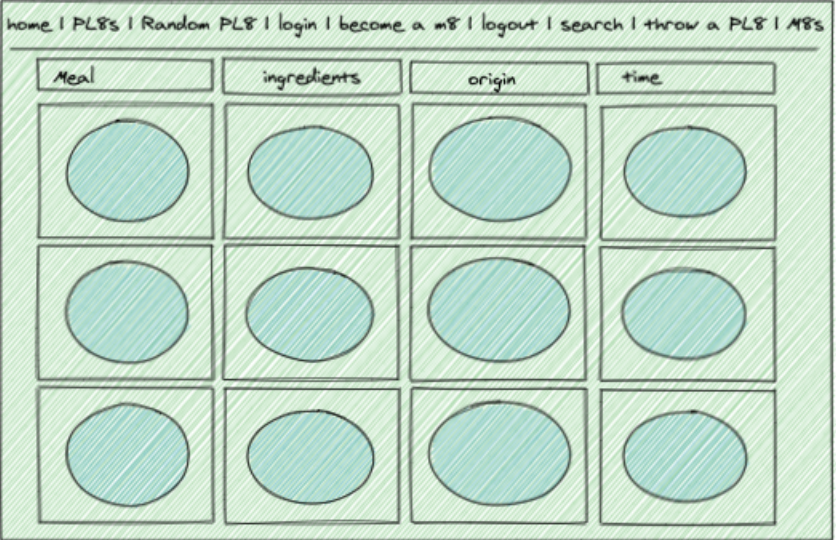 home | PL8s | Random PL8 | login | become a m8 | logout | search | throw a PL8 | M8s
Meal ingredients origin time